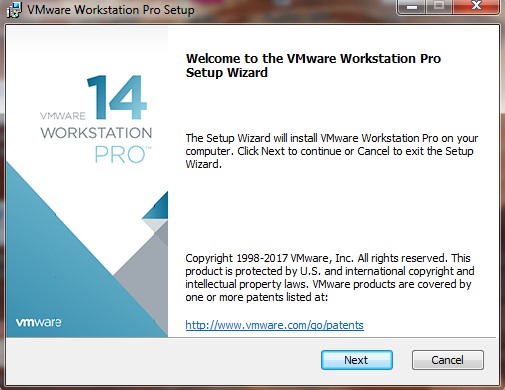 VMware Workstation Pro Setup
VMWARE 14
WORKSTATION
PRO™
Welcome to the VMware Workstation Pro
Setup Wizard
The Setup Wizard will install VMware Workstation Pro on your
computer. Click Next to continue or Cancel to exit the Setup
Wizard.
Copyright 1998-2017 VMware, Inc. All rights reserved. This
product is protected by U.S. and international copyright and
intellectual property laws. VMware products are covered by
one or more patents listed at:
http://www.vmware.com/go/patents
vmware
Next
Cancel